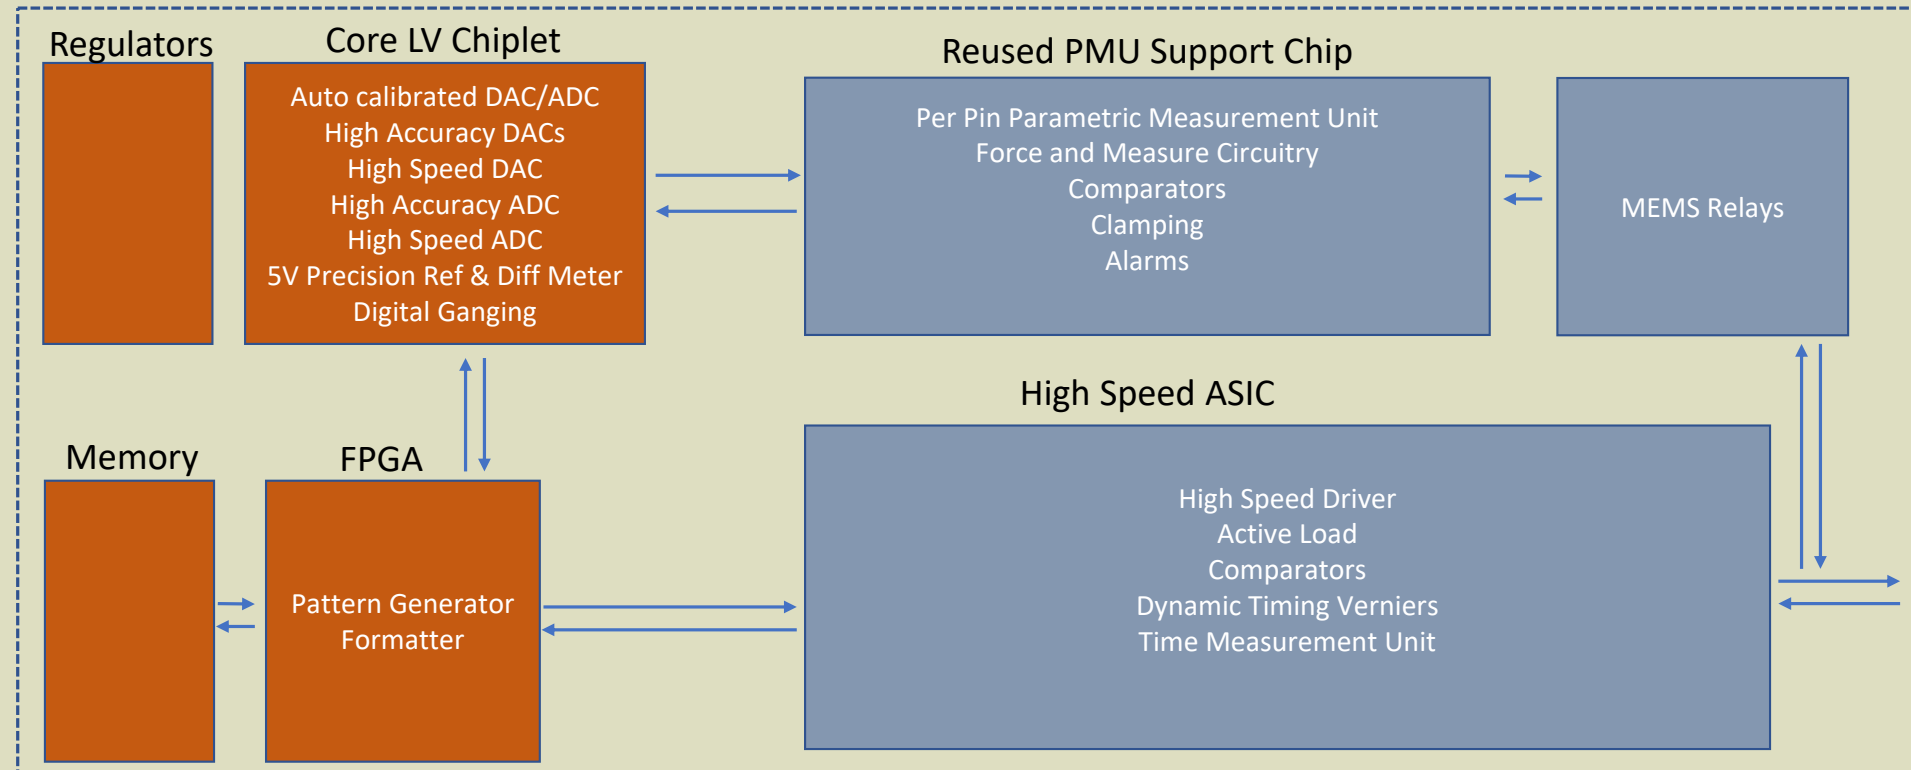 Regulators
Core LV Chiplet
Auto calibrated DAC/ADC
High Accuracy DACs
High Speed DAC
High Accuracy ADC
High Speed ADC
5V Precision Ref & Diff Meter
Digital Ganging
Reused PMU Support Chip
Per Pin Parametric Measurement Unit
Force and Measure Circuitry
Comparators
Clamping
Alarms
MEMS Relays
Memory
FPGA
Pattern Generator
Formatter
High Speed ASIC
High Speed Driver
Active Load
Comparators
Dynamic Timing Verniers
Time Measurement Unit